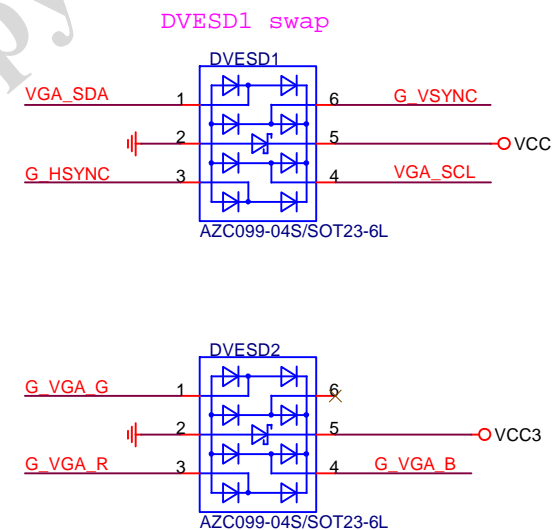 DVESD1 swap
DVESD1
VGA_SDA 1 6 G_VSYNC
2 5 VCC
G_HSYNC 3 4 VGA_SCL
AZC099-04S/SOT23-6L
DVESD2
G_VGA_G 1 6
2 5 VCC3
G_VGA_R 3 4 G_VGA_B
AZC099-04S/SOT23-6L